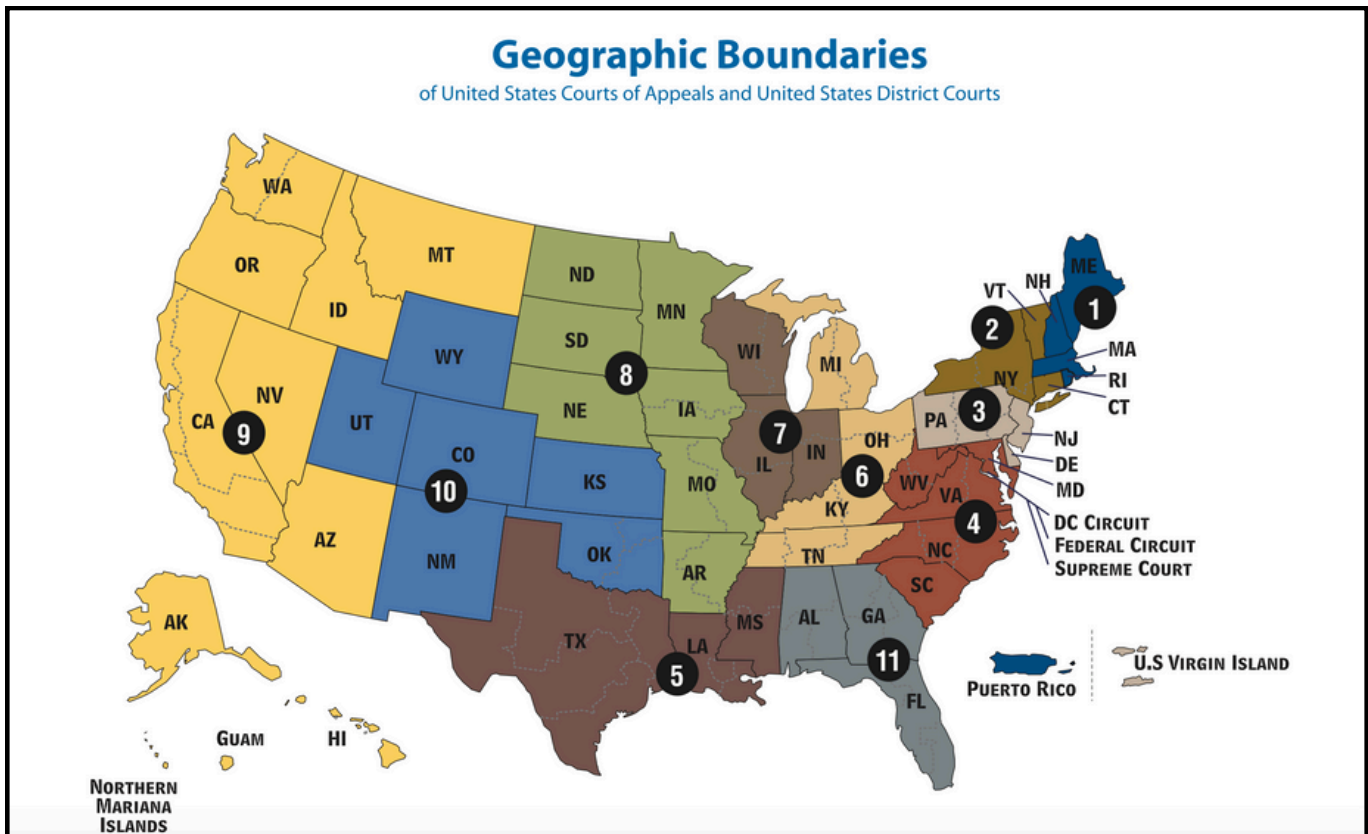 Geographic Boundaries
of United States Courts of Appeals and United States District Courts
WA
MT
OR
ID
ND
MN
SD
WY
NE
IA
WI
MI
8
VT
NH
ME
1
2
NY
MA
RI
CT
NV
CA
9
UT
CO
10
KS
MO
7
IL
IN
OH
6
KY
PA
3
NJ
DE
MD
WV
VA
4
DC CIRCUIT
FEDERAL CIRCUIT
SUPREME COURT
AZ
NM
OK
AR
TN
NC
SC
TX
LA
5
MS
AL
GA
11
FL
AK
HI
GUAM
NORTHERN
MARIANA
ISLANDS
PUERTO RICO
U.S VIRGIN ISLAND